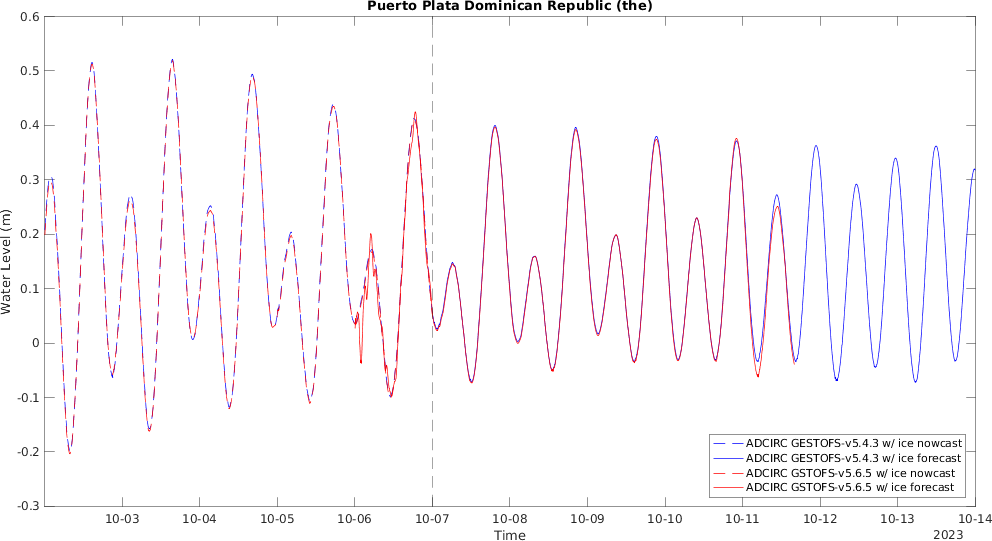 Puerto Plata Dominican Republic (the)
0.6
0.5
0.4
0.3
0.2
0.1
0
-0.1
-0.2
-0.3
Water Level (m)
10-03 10-04 10-05 10-06 10-07 10-08 10-09 10-10 10-11 10-12 10-13 10-14
Time
2023
ADCIRC GESTOFS-v5.4.3 w/ ice nowcast
ADCIRC GESTOFS-v5.4.3 w/ ice forecast
ADCIRC GSTOFS-v5.6.5 w/ ice nowcast
ADCIRC GSTOFS-v5.6.5 w/ ice forecast